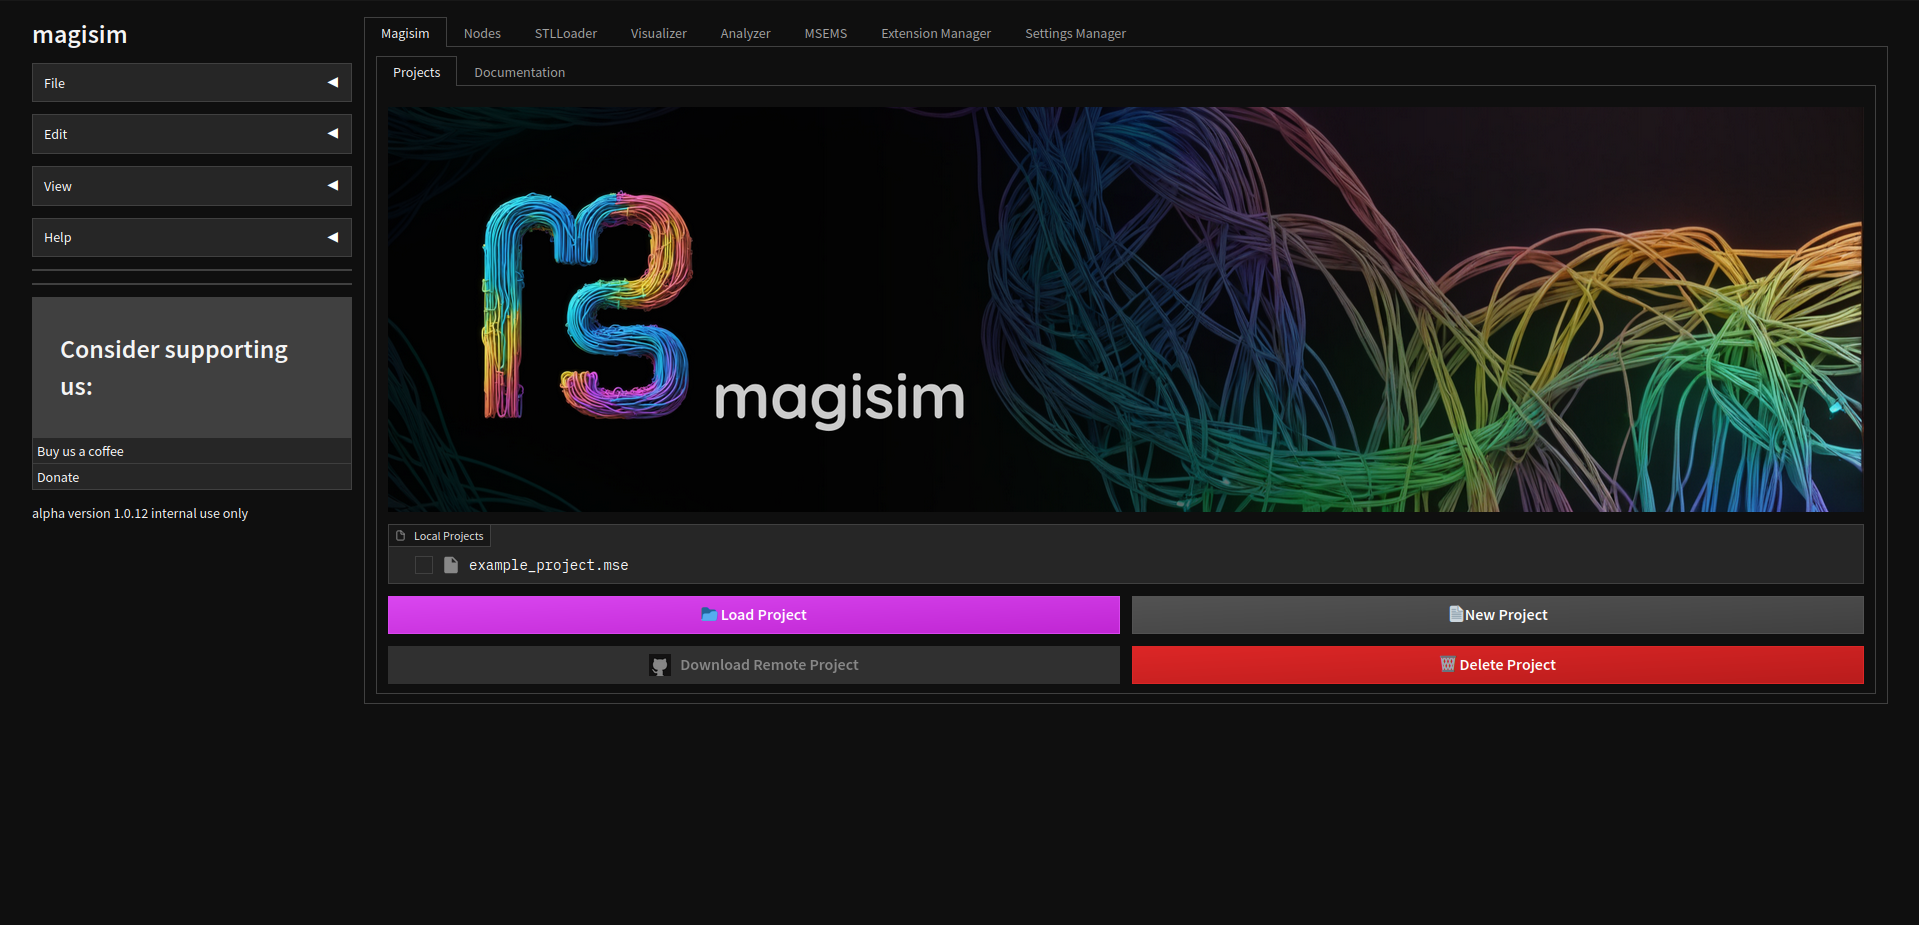 magisim
File
Edit
View
Help
Consider supporting
us:
Buy us a coffee
Donate
alpha version 1.0.12 internal use only
Magisim
Nodes
STLLoader
Visualizer
Analyzer
MSEMS
Extension Manager
Settings Manager
Projects
Documentation
magisim
Local Projects
example_project.mse
Load Project
New Project
Download Remote Project
Delete Project